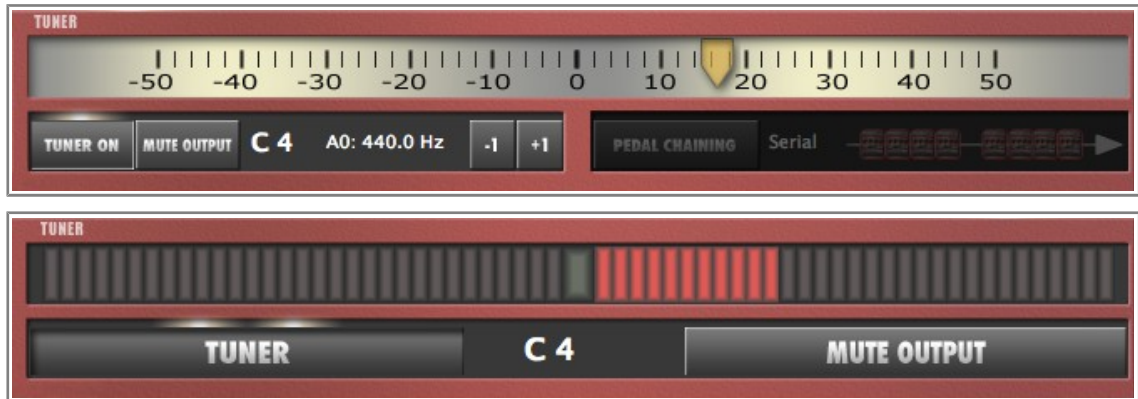 TUNER
-50 -40 -30 -20 -10 0 10 20 30 40 50
TUNER ON MUTE OUTPUT C 4 A0: 440.0 Hz -1 +1 PEDAL CHAINING Serial
TUNER
TUNER C 4 MUTE OUTPUT